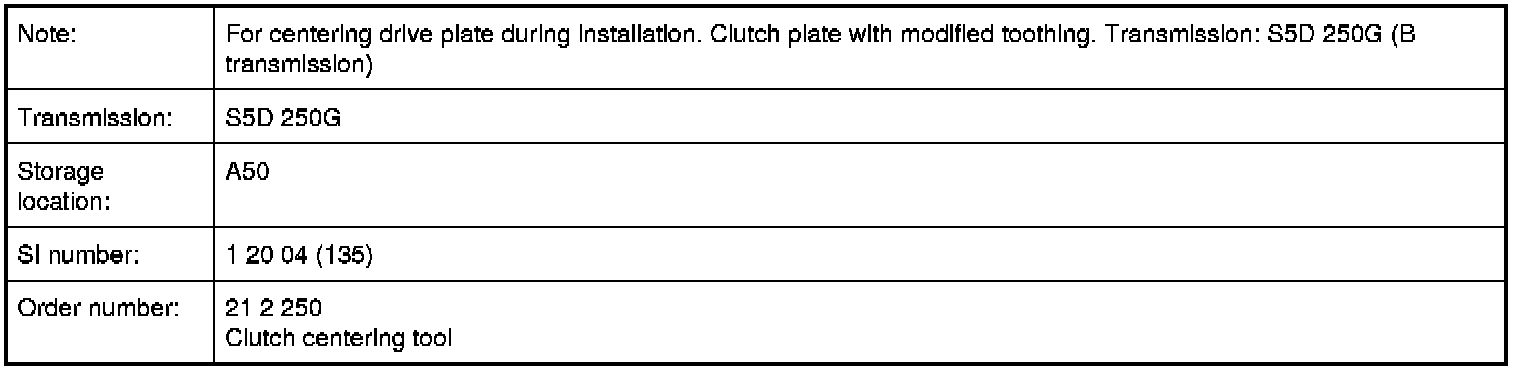 Note: For centering drive plate during installation. Clutch plate with modified toothing. Transmission: S5D 250G (B
transmission)
Transmission: S5D 250G
Storage A50
location:
SI number: 1 20 04 (135)
Order number: 21 2 250
Clutch centering tool